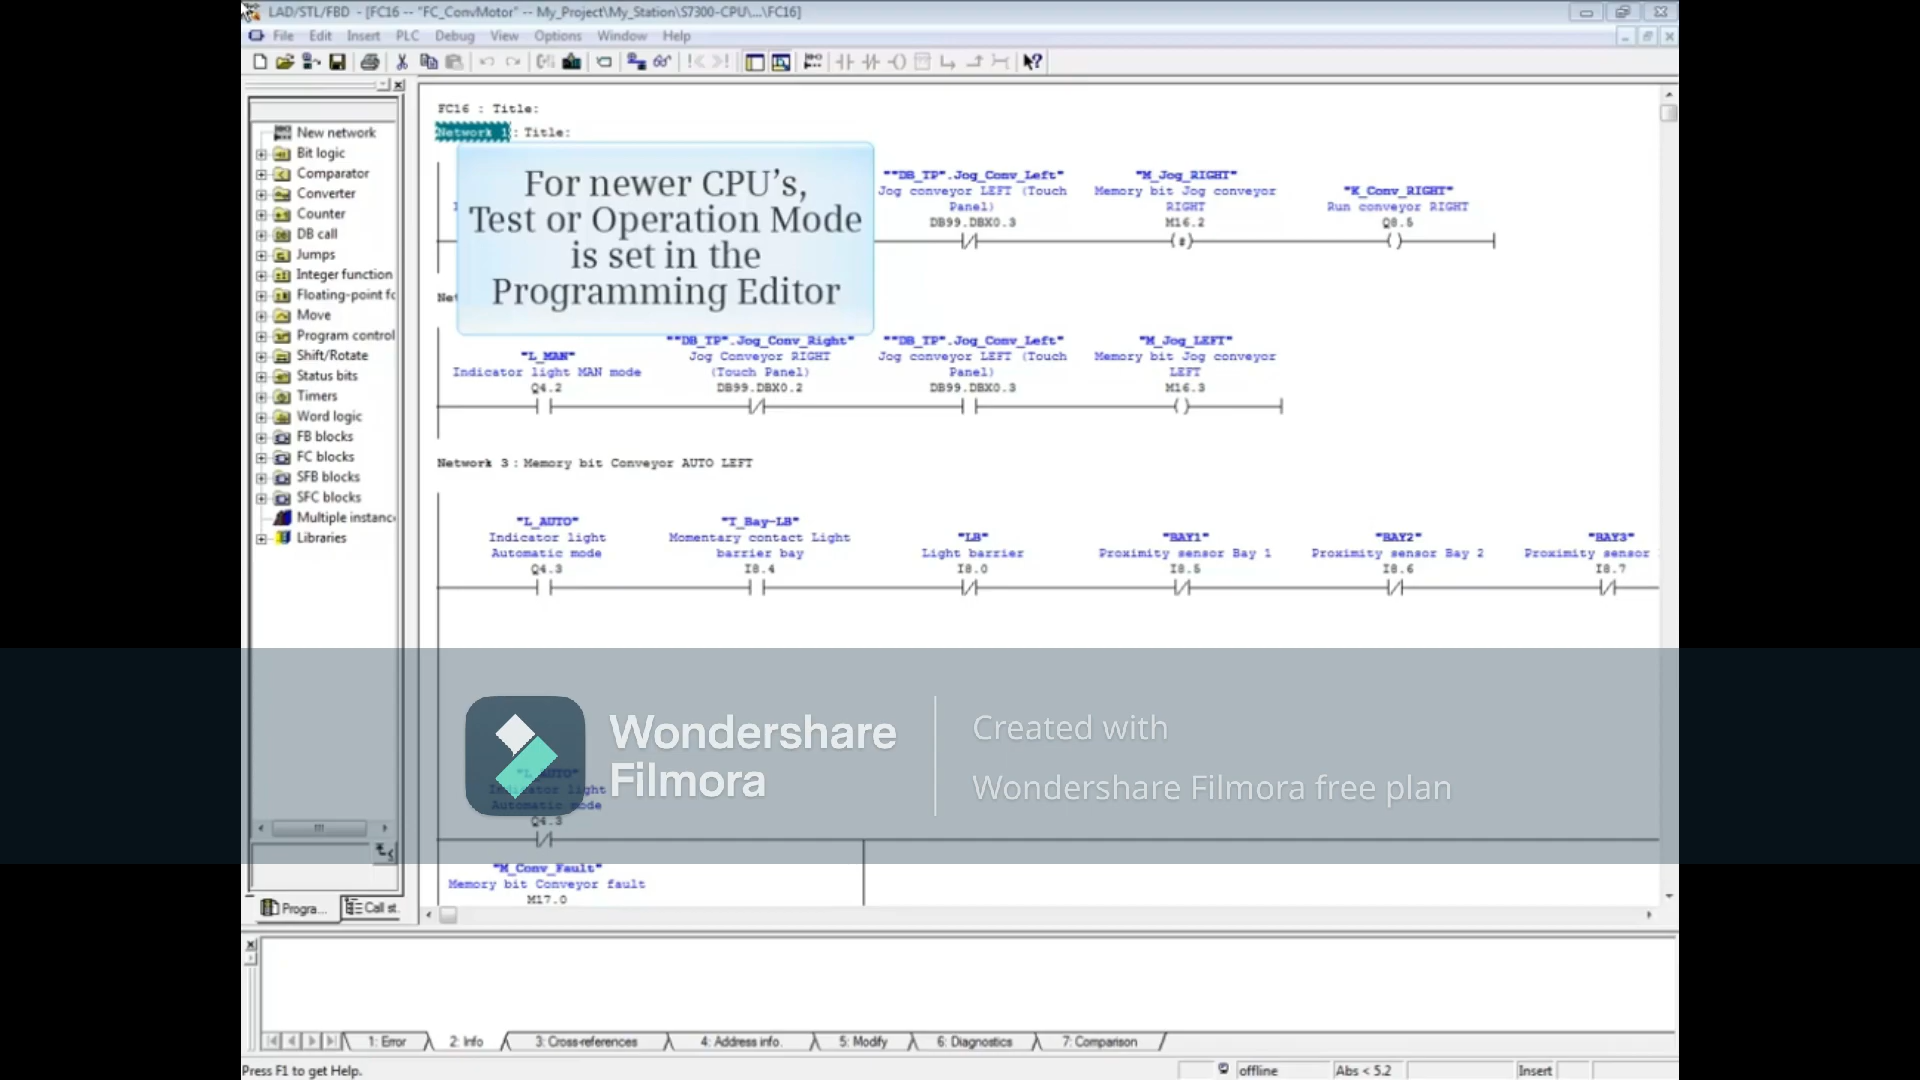 LAD/STL/FBD - [FC16 -- "FC_ConvMotor" -- My_Project\My_Station\S7300-CPU\...\FC16]
File Edit Insert PLC Debug View Options Window Help
New network
Bit logic
Comparator
Converter
Counter
DB call
Jumps
Integer function
Floating-point fc
Move
Program control
Shift/Rotate
Status bits
Timers
Word logic
FB blocks
FC blocks
SFB blocks
SFC blocks
Multiple instanc
Libraries
Progra... Call st.
FC16 : Title:
Network 1 : Title:
For newer CPU's,
Test or Operation Mode
is set in the
Programming Editor
""DB_TP".Jog_Conv_Left"
Jog conveyor LEFT (Touch
Panel)
DB99.DBX0.3
"M_Jog_RIGHT"
Memory bit Jog conveyor
RIGHT
M16.2
(#)
"K_Conv_RIGHT"
Run conveyor RIGHT
Q8.5
Ne
"L_MAN"
Indicator light MAN mode
Q4.2
""DB_TP".Jog_Conv_Right"
Jog Conveyor RIGHT
(Touch Panel)
DB99.DBX0.2
""DB_TP".Jog_Conv_Left"
Jog conveyor LEFT (Touch
Panel)
DB99.DBX0.3
"M_Jog_LEFT"
Memory bit Jog conveyor
LEFT
M16.3
Network 3 : Memory bit Conveyor AUTO LEFT
"L_AUTO"
Indicator light
Automatic mode
Q4.3
"T_Bay-LB"
Momentary contact Light
barrier bay
I8.4
"LB"
Light barrier
I8.0
"BAY1"
Proximity sensor Bay 1
I8.5
"BAY2"
Proximity sensor Bay 2
I8.6
"BAY3"
Proximity sensor
I8.7
Wondershare
Filmora
Created with
Wondershare Filmora free plan
"L_AUTO"
Indicator light
Automatic mode
Q4.3
"M_Conv_Fault"
Memory bit Conveyor fault
M17.0
1: Error 2: Info 3: Cross-references 4: Address info. 5: Modify 6: Diagnostics 7: Comparison
Press F1 to get Help.
offline Abs < 5.2 Insert